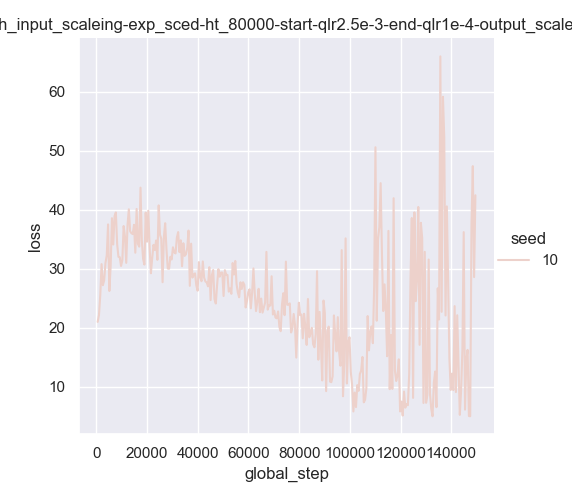 h_input_scaleing-exp_sced-ht_80000-start-qlr2.5e-3-end-qlr1e-4-output_scale
60
50
40
30
20
10
loss
0 20000 40000 60000 80000 100000 120000 140000
global_step
seed
10